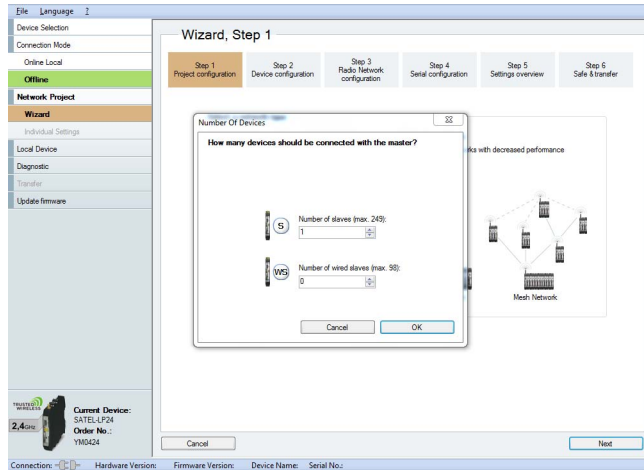 File Language ?
Device Selection
Connection Mode
Online Local
Offline
Network Project
Wizard
Individual Settings
Local Device
Diagnostic
Transfer
Update firmware
Wizard, Step 1
Step 1
Project configuration
Step 2
Device configuration
Step 3
Radio Network
configuration
Step 4
Serial configuration
Step 5
Settings overview
Step 6
Safe & transfer
Number Of Devices
How many devices should be connected with the master?
S
Number of slaves (max. 249):
1
WS
Number of wired slaves (max. 98):
0
Cancel
OK
with decreased performance
Mesh Network
TRUSTED
WIRELESS
2,4GHz
Current Device:
SATEL-LP24
Order No.:
YM0424
Cancel
Next
Connection: Hardware Version: Firmware Version: Device Name: Serial No.: